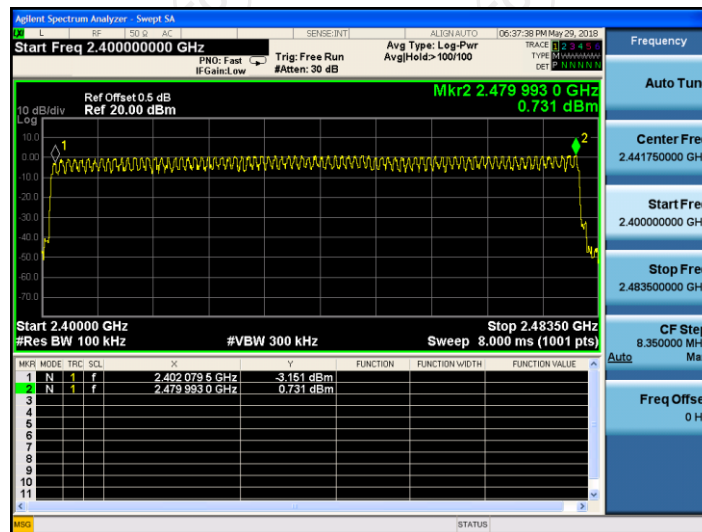 Agilent Spectrum Analyzer - Swept SA
L RF 50 Ω AC SENSE:INT ALIGN AUTO 06:37:38 PM May 29, 2018
Start Freq 2.400000000 GHz
PNO: Fast
IFGain:Low
Trig: Free Run
#Atten: 30 dB
Avg Type: Log-Pwr
Avg|Hold:>100/100
TRACE 1 2 3 4 5 6
TYPE M
DET P N N N N N
Ref Offset 0.5 dB
Ref 20.00 dBm
10 dB/div
Log
Mkr2 2.479 993 0 GHz
0.731 dBm
10.0
0.00
-10.0
-20.0
-30.0
-40.0
-50.0
-60.0
-70.0
1
2
Start 2.40000 GHz
Stop 2.48350 GHz
#Res BW 100 kHz
#VBW 300 kHz
Sweep 8.000 ms (1001 pts)
MKR MODE TRC SCL X Y FUNCTION FUNCTION WIDTH FUNCTION VALUE
1 N 1 f 2.402 079 5 GHz -3.151 dBm
2 N 1 f 2.479 993 0 GHz 0.731 dBm
3
4
5
6
7
8
9
10
11
MSG
STATUS
Frequency
Auto Tun
Center Fre
2.441750000 GH
Start Fre
2.400000000 GH
Stop Fre
2.483500000 GH
CF Step
8.350000 MH
Auto Ma
Freq Offse
0 H